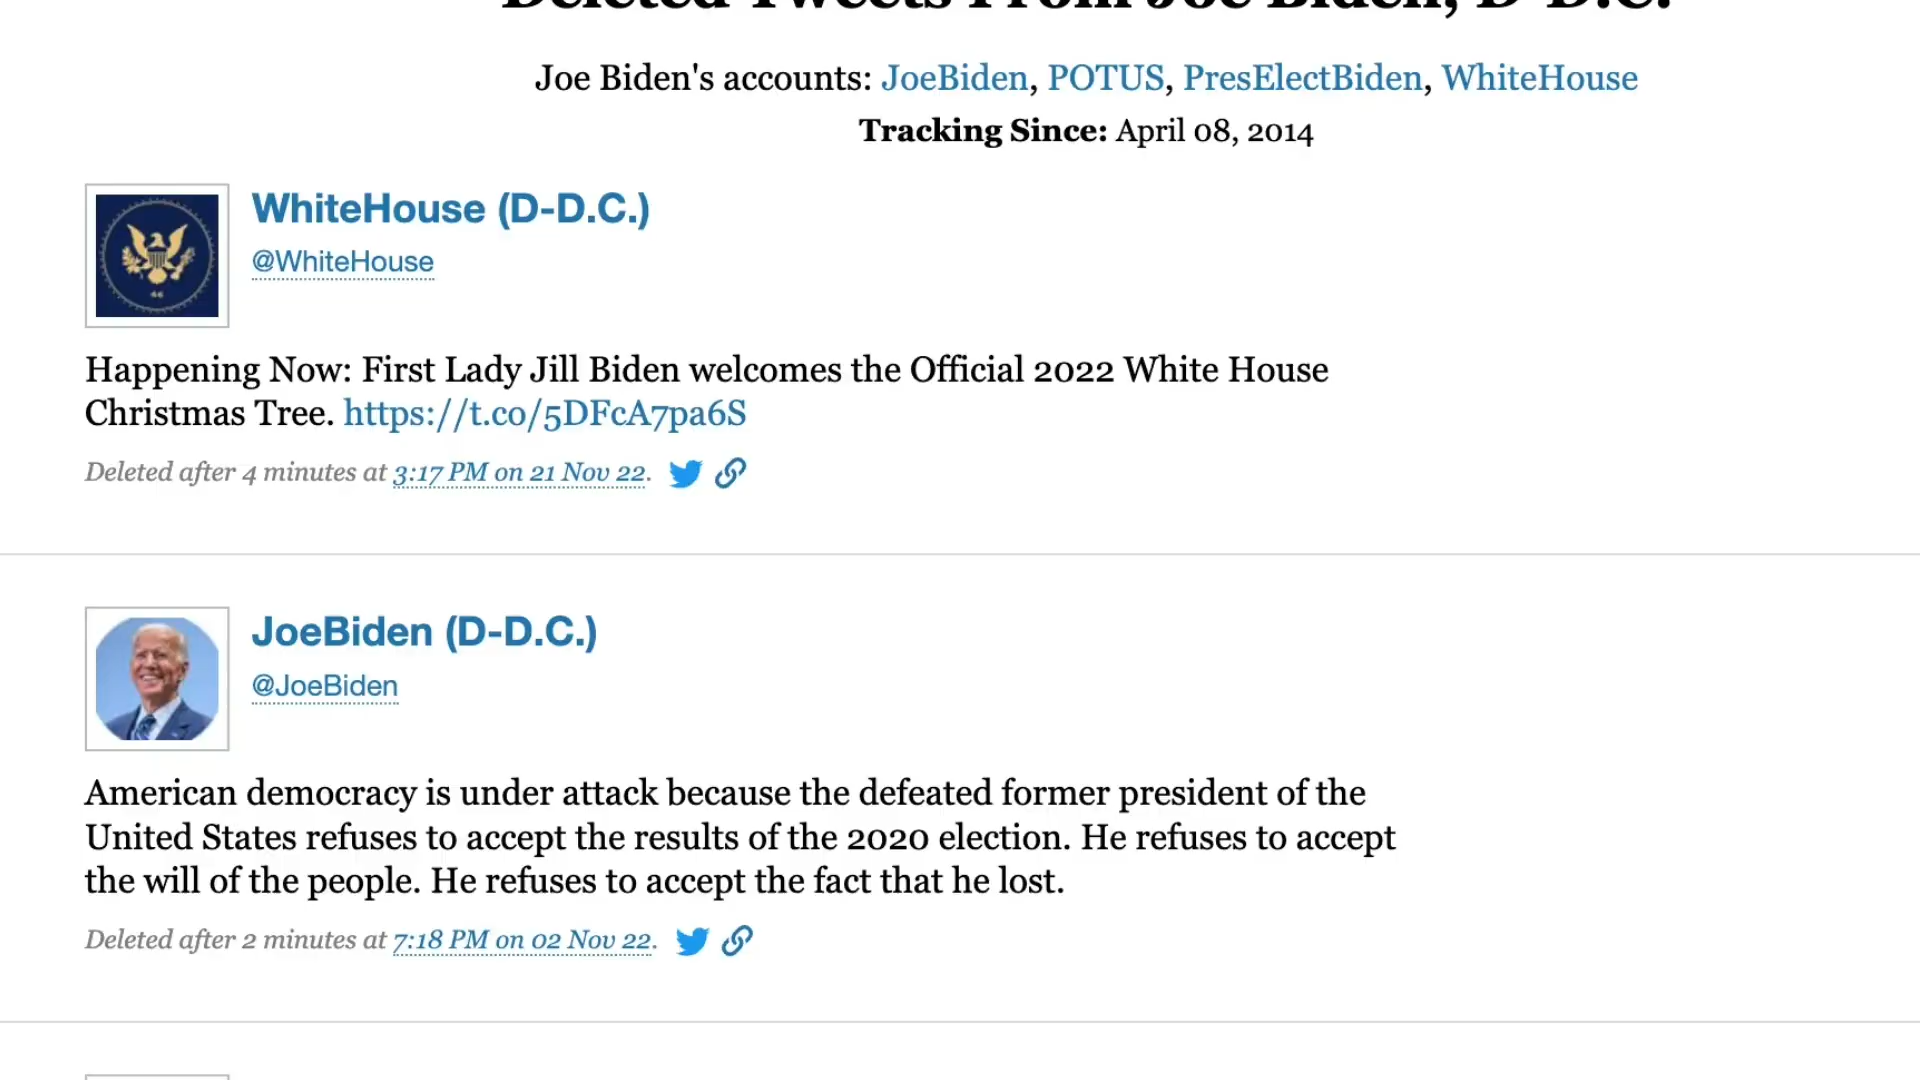 Deleted Tweets From Joe Biden, D-D.C.
Joe Biden's accounts: JoeBiden, POTUS, PresElectBiden, WhiteHouse
Tracking Since: April 08, 2014
WhiteHouse (D-D.C.)
@WhiteHouse
Happening Now: First Lady Jill Biden welcomes the Official 2022 White House
Christmas Tree. https://t.co/5DFcA7pa6S
Deleted after 4 minutes at 3:17 PM on 21 Nov 22.
JoeBiden (D-D.C.)
@JoeBiden
American democracy is under attack because the defeated former president of the
United States refuses to accept the results of the 2020 election. He refuses to accept
the will of the people. He refuses to accept the fact that he lost.
Deleted after 2 minutes at 7:18 PM on 02 Nov 22.